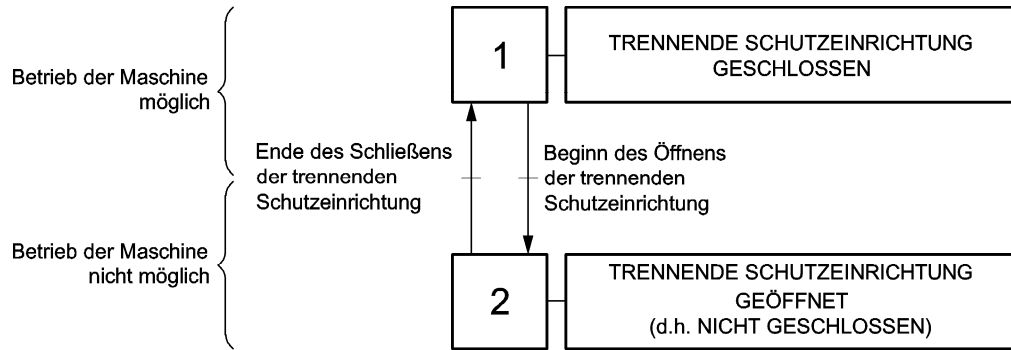 1
TRENNENDE SCHUTZEINRICHTUNG
GESCHLOSSEN
Betrieb der Maschine
möglich
Ende des Schließens
der trennenden
Schutzeinrichtung
Beginn des Öffnens
der trennenden
Schutzeinrichtung
Betrieb der Maschine
nicht möglich
2
TRENNENDE SCHUTZEINRICHTUNG
GEÖFFNET
(d.h. NICHT GESCHLOSSEN)